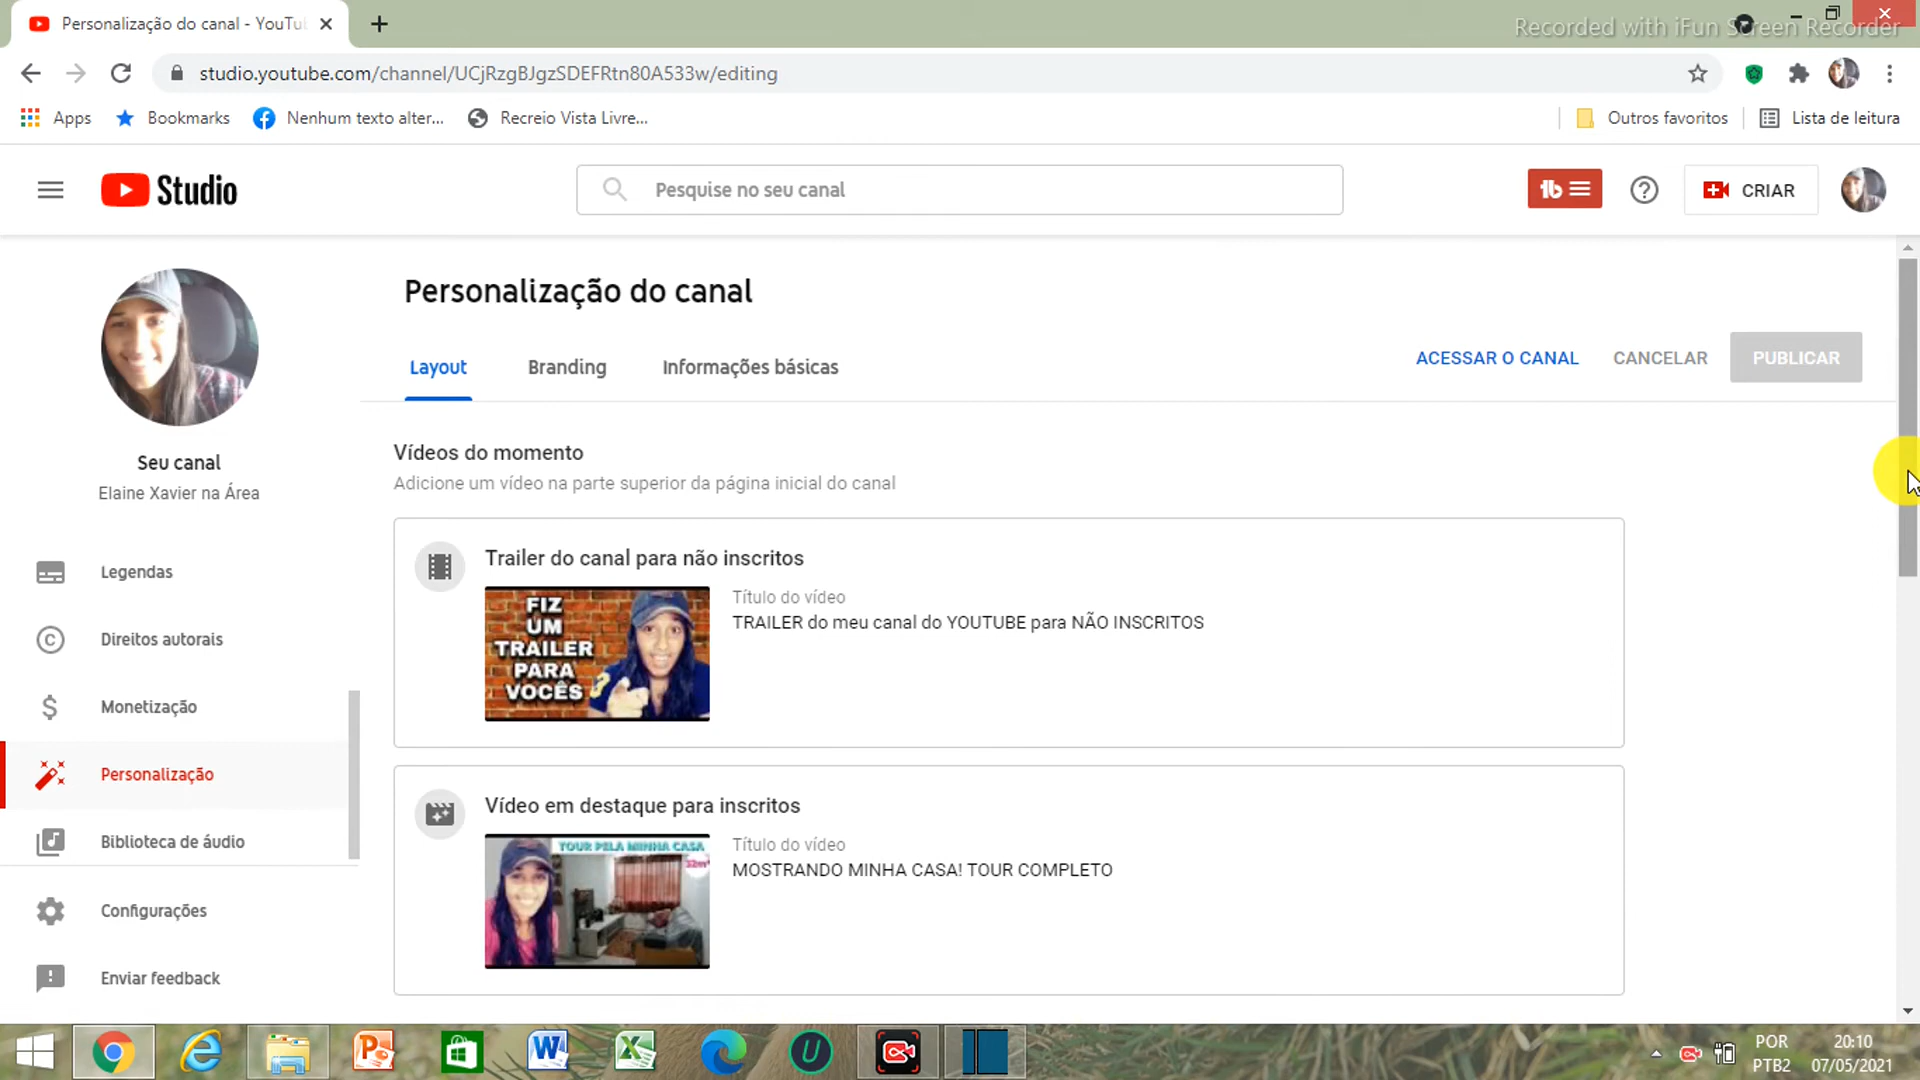 Personalização do canal - YouTu
Recorded with iFun Screen Recorder
studio.youtube.com/channel/UCjRzgBJgzSDEFRtn80A533w/editing
Apps
Bookmarks
Nenhum texto alter...
Recreio Vista Livre...
Outros favoritos
Lista de leitura
Studio
Pesquise no seu canal
CRIAR
Personalização do canal
Layout
Branding
Informações básicas
ACESSAR O CANAL
CANCELAR
PUBLICAR
Seu canal
Elaine Xavier na Área
Legendas
Direitos autorais
Monetização
Personalização
Biblioteca de áudio
Configurações
Enviar feedback
Vídeos do momento
Adicione um vídeo na parte superior da página inicial do canal
Trailer do canal para não inscritos
FIZ
UM
TRAILER
PARA
VOCÊS
Título do vídeo
TRAILER do meu canal do YOUTUBE para NÃO INSCRITOS
Vídeo em destaque para inscritos
TOUR PELA MINHA CASA
32m²
Título do vídeo
MOSTRANDO MINHA CASA! TOUR COMPLETO
POR
PTB2
20:10
07/05/2021